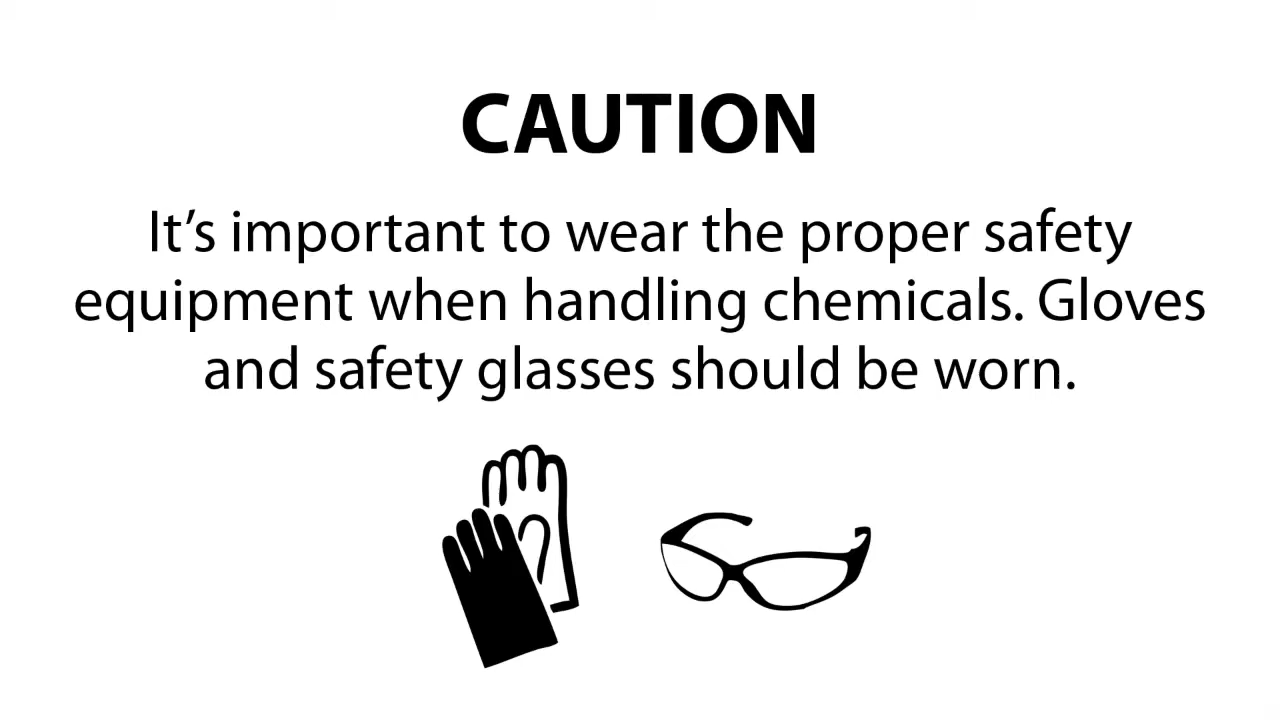 CAUTION
It’s important to wear the proper safety
equipment when handling chemicals. Gloves
and safety glasses should be worn.